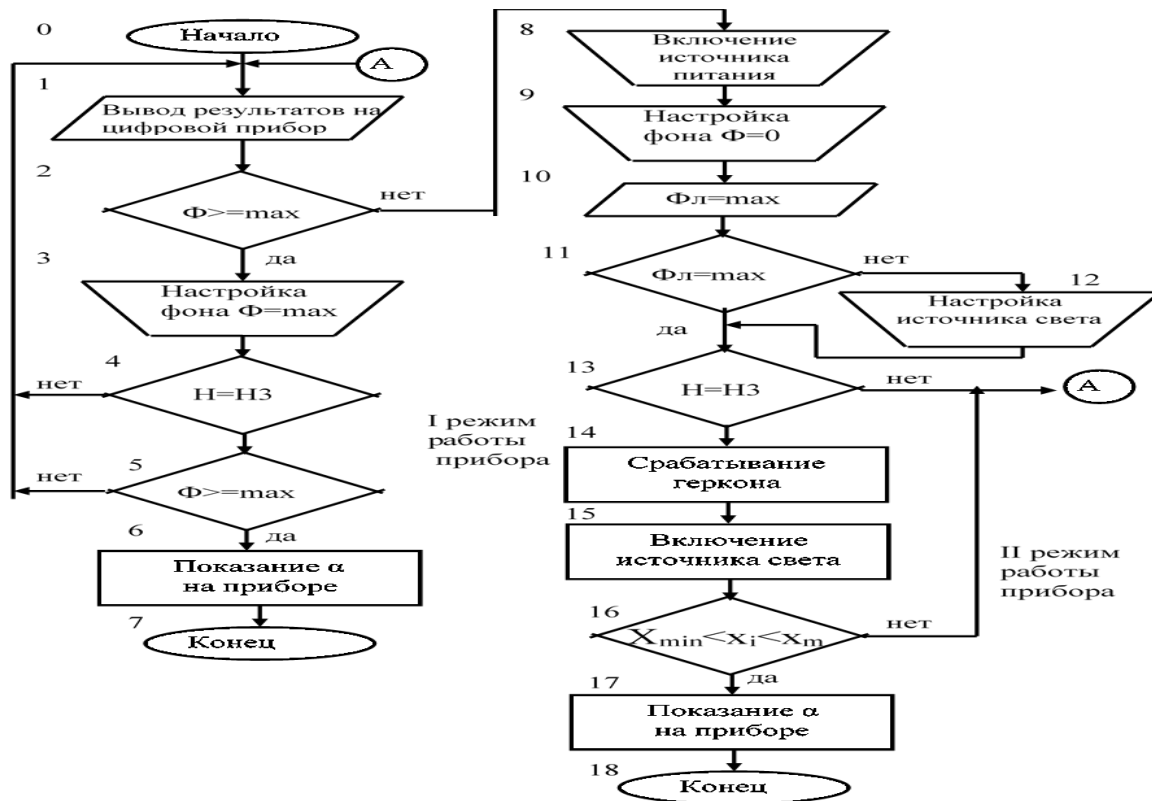 0
Начало
А
1
Вывод результатов на
цифровой прибор
2
Ф>=max
нет
да
3
Настройка
фона Ф=max
4
нет
Н=Н3
5
нет
Ф>=max
I режим
работы
прибора
6
да
Показание α
на приборе
7
Конец
8
Включение
источника
питания
9
Настройка
фона Ф=0
10
Фл=max
11
Фл=max
нет
12
Настройка
источника света
да
13
Н=Н3
нет
А
14
Срабатывание
геркона
15
Включение
источника света
II режим
работы
прибора
16
Xmin<xi<xm
нет
да
17
Показание α
на приборе
18
Конец